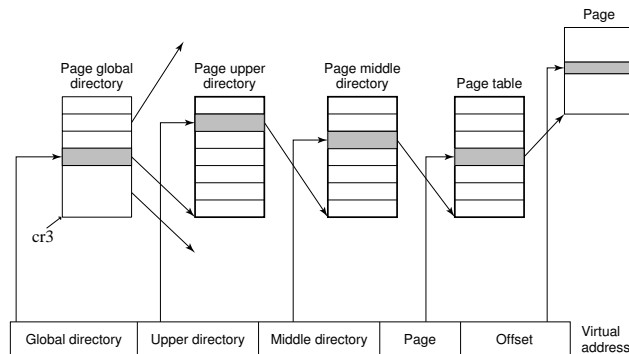 Page
Page global
directory
Page upper
directory
Page middle
directory
Page table
cr3
Global directory
Upper directory
Middle directory
Page
Offset
Virtual
address